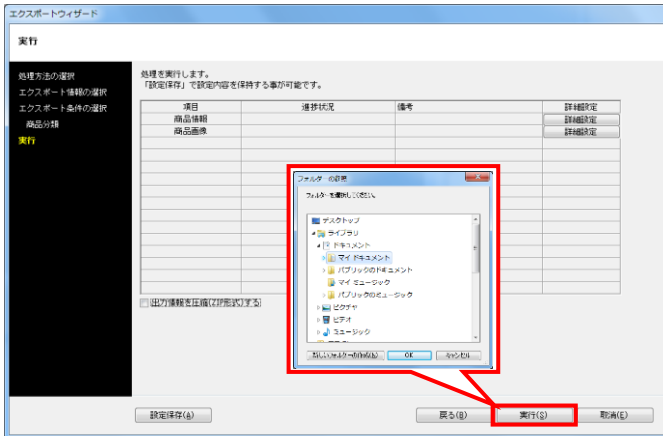 エクスポートウィザード
実行
処理方法の選択
エクスポート情報の選択
エクスポート条件の選択
商品分類
実行
処理を実行します。
「設定保存」で設定内容を保持する事が可能です。
項目 進捗状況 備考 詳細設定
商品情報 詳細設定
商品画像 詳細設定
フォルダーの参照
フォルダーを選択してください。
デスクトップ
ライブラリ
ドキュメント
マイ ドキュメント
パブリックのドキュメント
マイ ミュージック
パブリックのミュージック
ピクチャ
ビデオ
ミュージック
新しいフォルダーの作成(N) OK キャンセル
出力情報を圧縮(ZIP形式)する
設定保存(A) 戻る(B) 実行(S) 取消(E)